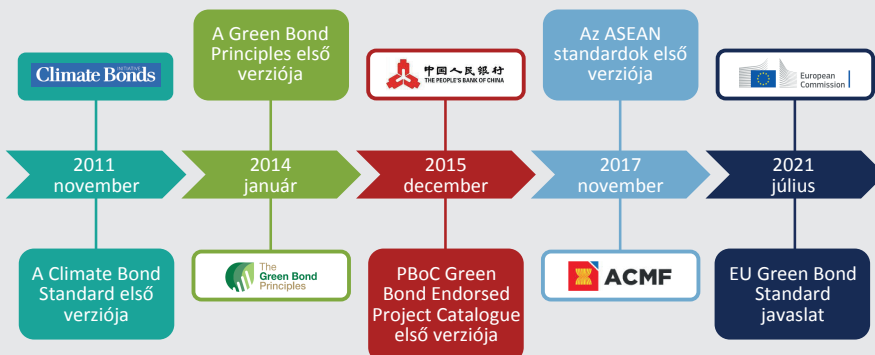 A Green Bond
Principles első
verziója
Az ASEAN
standardok első
verziója
Climate Bonds
INITIATIVE
中国人民银行
THE PEOPLE'S BANK OF CHINA
European
Commission
2011
november
2014
január
2015
december
2017
november
2021
július
A Climate Bond
Standard első
verziója
The
Green Bond
Principles
PBoC Green
Bond Endorsed
Project Catalogue
első verziója
ACMF
EU Green Bond
Standard
javaslat